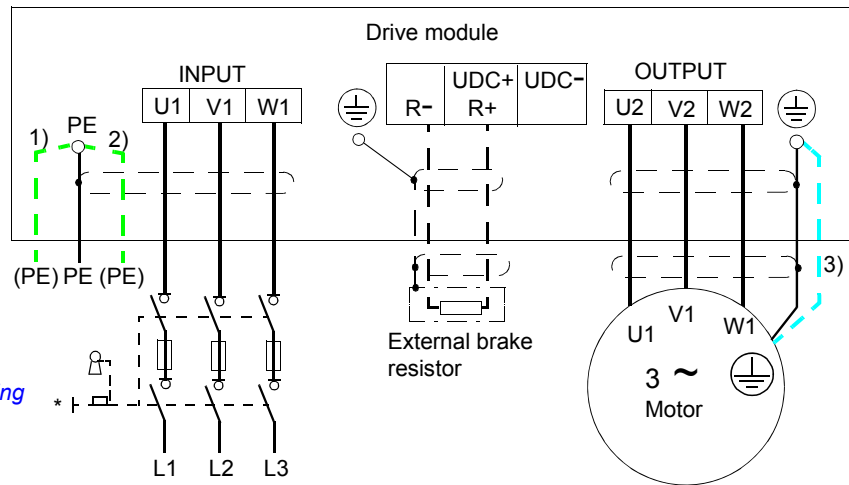 Drive module
INPUT
U1 V1 W1
R- UDC+ R+ UDC-
OUTPUT
U2 V2 W2
1) PE 2)
(PE) PE (PE)
3)
External brake
resistor
U1 V1 W1
3 ~
Motor
ng
*
L1 L2 L3